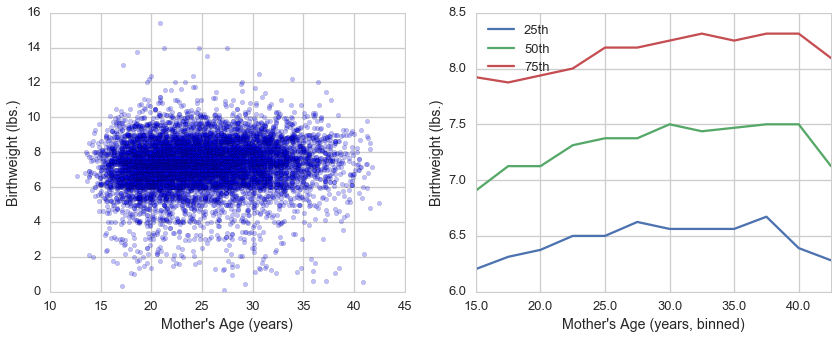 16
14
12
10
8
6
4
2
0
Birthweight (lbs.)
10 15 20 25 30 35 40 45
Mother's Age (years)
8.5
8.0
7.5
7.0
6.5
6.0
Birthweight (lbs.)
25th
50th
75th
15.0 20.0 25.0 30.0 35.0 40.0
Mother's Age (years, binned)